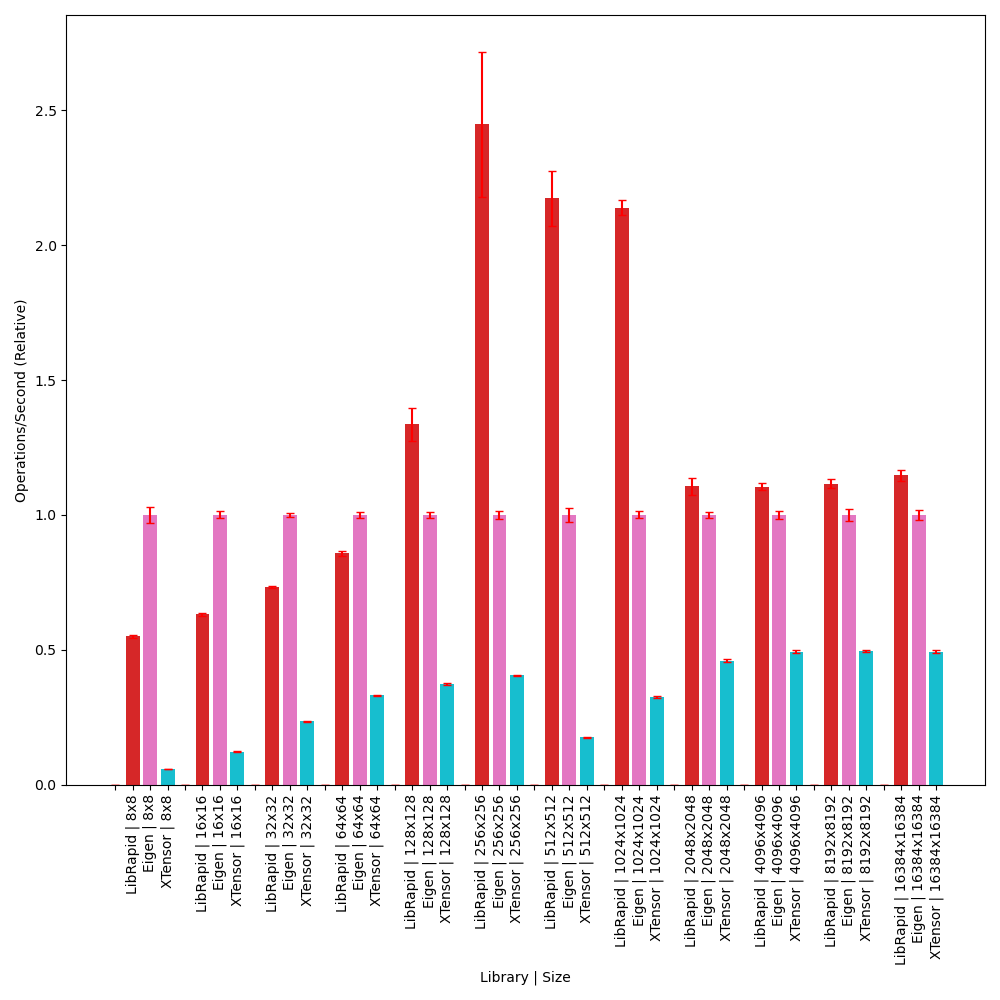 Operations/Second (Relative)
2.5
2.0
1.5
1.0
0.5
0.0
LibRapid | 8x8
Eigen | 8x8
XTensor | 8x8
LibRapid | 16x16
Eigen | 16x16
XTensor | 16x16
LibRapid | 32x32
Eigen | 32x32
XTensor | 32x32
LibRapid | 64x64
Eigen | 64x64
XTensor | 64x64
LibRapid | 128x128
Eigen | 128x128
XTensor | 128x128
LibRapid | 256x256
Eigen | 256x256
XTensor | 256x256
LibRapid | 512x512
Eigen | 512x512
XTensor | 512x512
LibRapid | 1024x1024
Eigen | 1024x1024
XTensor | 1024x1024
LibRapid | 2048x2048
Eigen | 2048x2048
XTensor | 2048x2048
LibRapid | 4096x4096
Eigen | 4096x4096
XTensor | 4096x4096
LibRapid | 8192x8192
Eigen | 8192x8192
XTensor | 8192x8192
LibRapid | 16384x16384
Eigen | 16384x16384
XTensor | 16384x16384
Library | Size